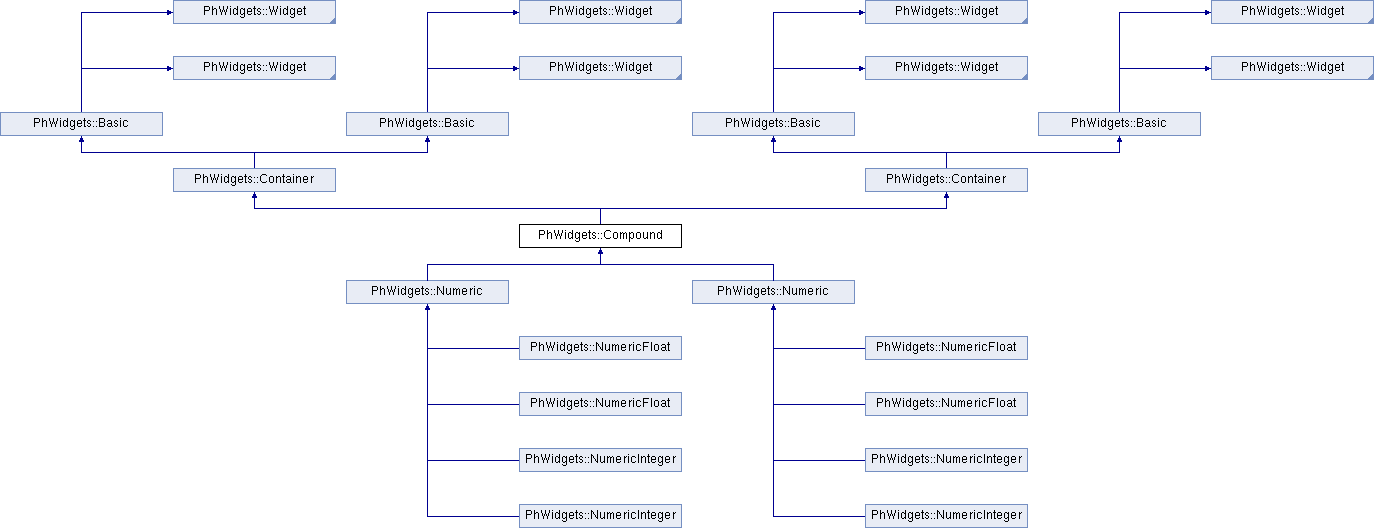 PhWidgets::Widget
PhWidgets::Widget
PhWidgets::Widget
PhWidgets::Widget
PhWidgets::Widget
PhWidgets::Widget
PhWidgets::Widget
PhWidgets::Widget
PhWidgets::Basic
PhWidgets::Basic
PhWidgets::Basic
PhWidgets::Basic
PhWidgets::Container
PhWidgets::Container
PhWidgets::Compound
PhWidgets::Numeric
PhWidgets::Numeric
PhWidgets::NumericFloat
PhWidgets::NumericFloat
PhWidgets::NumericFloat
PhWidgets::NumericFloat
PhWidgets::NumericInteger
PhWidgets::NumericInteger
PhWidgets::NumericInteger
PhWidgets::NumericInteger